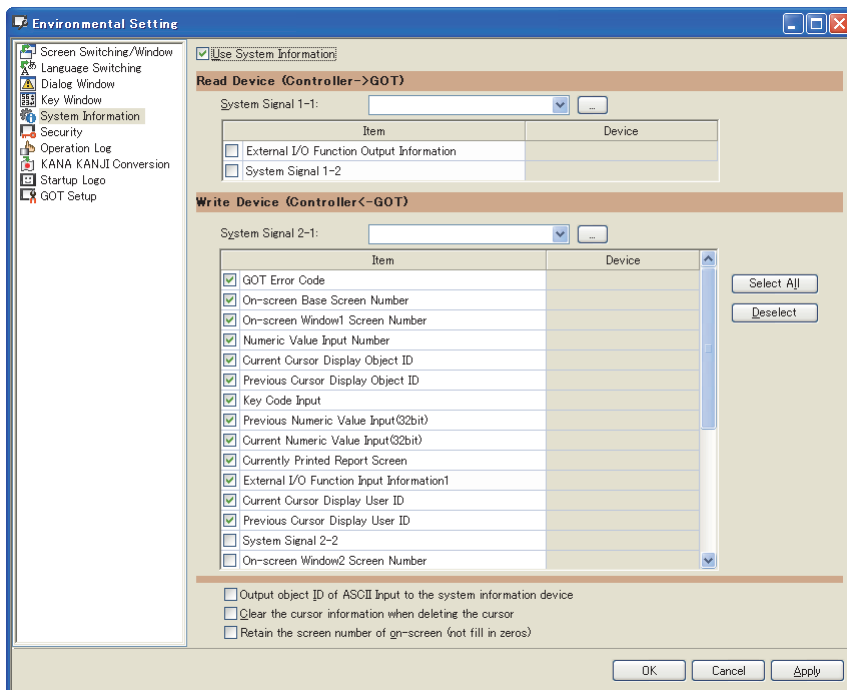 Environmental Setting
Screen Switching/Window
Language Switching
Dialog Window
Key Window
System Information
Security
Operation Log
KANA KANJI Conversion
Startup Logo
GOT Setup
Use System Information
Read Device (Controller->GOT)
System Signal 1-1:
...
Item Device
External I/O Function Output Information
System Signal 1-2
Write Device (Controller<-GOT)
System Signal 2-1:
...
Item Device
GOT Error Code
On-screen Base Screen Number
On-screen Window1 Screen Number
Numeric Value Input Number
Current Cursor Display Object ID
Previous Cursor Display Object ID
Key Code Input
Previous Numeric Value Input(32bit)
Current Numeric Value Input(32bit)
Currently Printed Report Screen
External I/O Function Input Information1
Current Cursor Display User ID
Previous Cursor Display User ID
System Signal 2-2
On-screen Window2 Screen Number
Select All
Deselect
Output object ID of ASCII Input to the system information device
Clear the cursor information when deleting the cursor
Retain the screen number of on-screen (not fill in zeros)
OK Cancel Apply